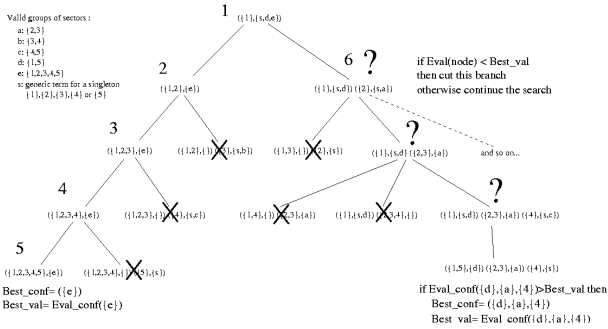 Valid groups of sectors :
a: {2,3}
b: {3,4}
c: {4,5}
d: {1,5}
e: {1,2,3,4,5}
s: generic term for a singleton
{1},{2},{3},{4} or {5}
1
({1},{s,d,e})
2
({1,2},{e})
6 ?
({1},{s,d}) ({2},{s,a})
if Eval(node) < Best_val
then cut this branch
otherwise continue the search
3
({1,2,3},{e})
({1,2},{}) ({3},{s,b})
({1,3},{}) ({2},{s})
?
({1},{s,d}) ({2,3},{a})
and so on...
4
({1,2,3,4},{e})
({1,2,3},{}) ({4},{s,c})
({1,4},{}) ({2,3},{a})
({1},{s,d}) ({2,3,4},{})
?
({1},{s,d}) ({2,3},{a}) ({4},{s,c})
5
({1,2,3,4,5},{e})
({1,2,3,4},{}) ({5},{s})
({1,5},{d}) ({2,3},{a}) ({4},{s})
Best_conf= ({e})
Best_val= Eval_conf({e})
if Eval_conf({d},{a},{4})>Best_val then
Best_conf= ({d},{a},{4})
Best_val= Eval_conf({d},{a},{4})